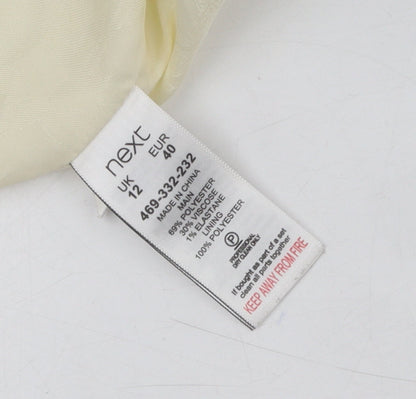 next
UK EUR
12 40
469-332-232
MADE IN CHINA
MAIN
69% POLYESTER
30% VISCOSE
1% ELASTANE
LINING
100% POLYESTER
P
PROFESSIONAL
DRY CLEAN ONLY
If bought as part of a set
clean all parts together
KEEP AWAY FROM FIRE